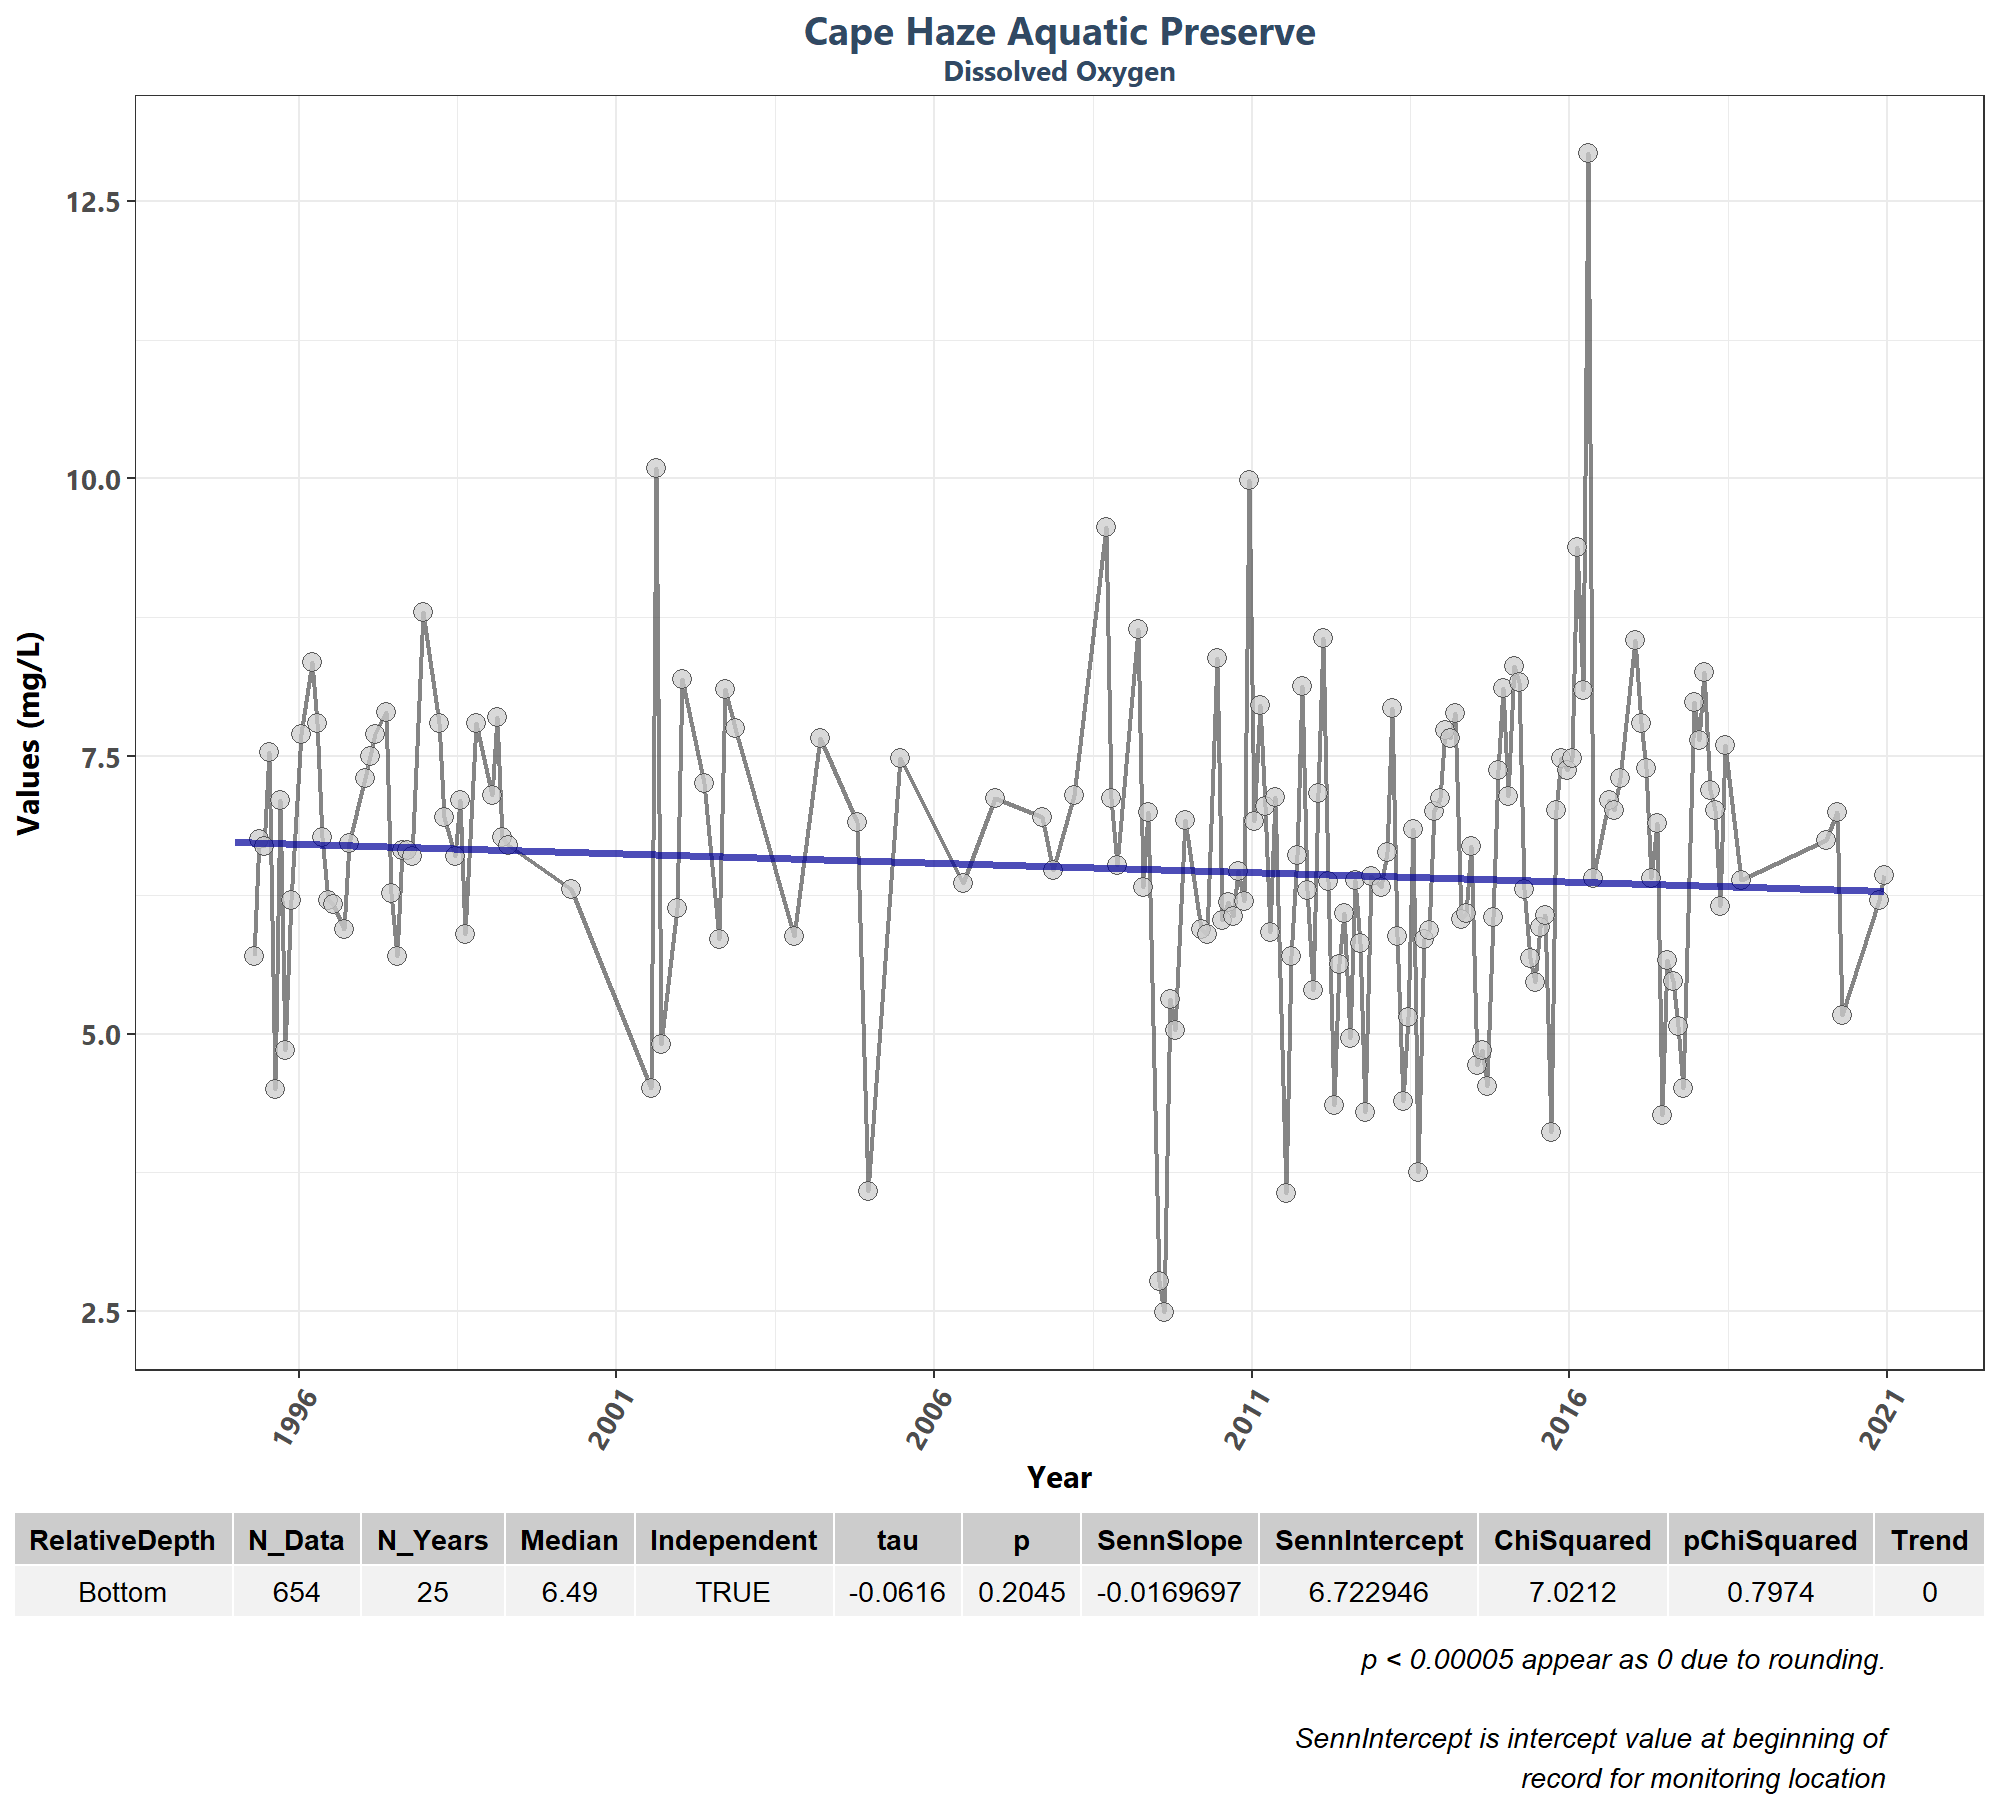 Cape Haze Aquatic Preserve
Dissolved Oxygen
Values (mg/L)
12.5
10.0
7.5
5.0
2.5
1996
2001
2006
2011
2016
2021
Year
RelativeDepth N_Data N_Years Median Independent tau p SennSlope SennIntercept ChiSquared pChiSquared Trend
Bottom 654 25 6.49 TRUE -0.0616 0.2045 -0.0169697 6.722946 7.0212 0.7974 0
p < 0.00005 appear as 0 due to rounding.
SennIntercept is intercept value at beginning of
record for monitoring location